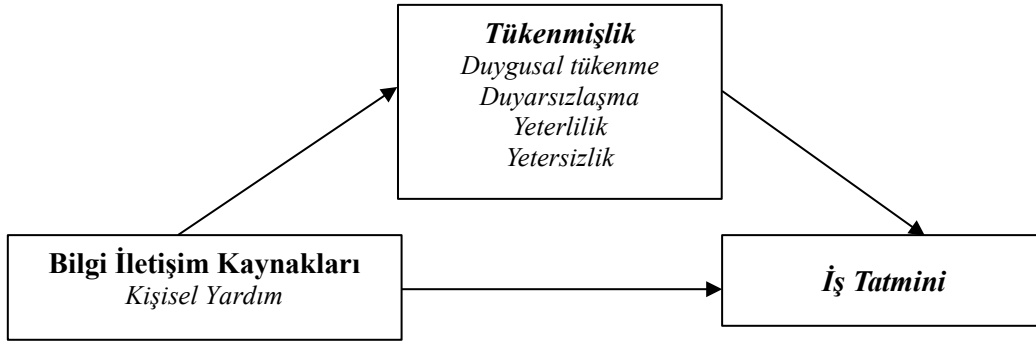 Tükenmişlik
Duygusal tükenme
Duyarsızlaşma
Yeterlilik
Yetersizlik
Bilgi İletişim Kaynakları
Kişisel Yardım
İş Tatmini